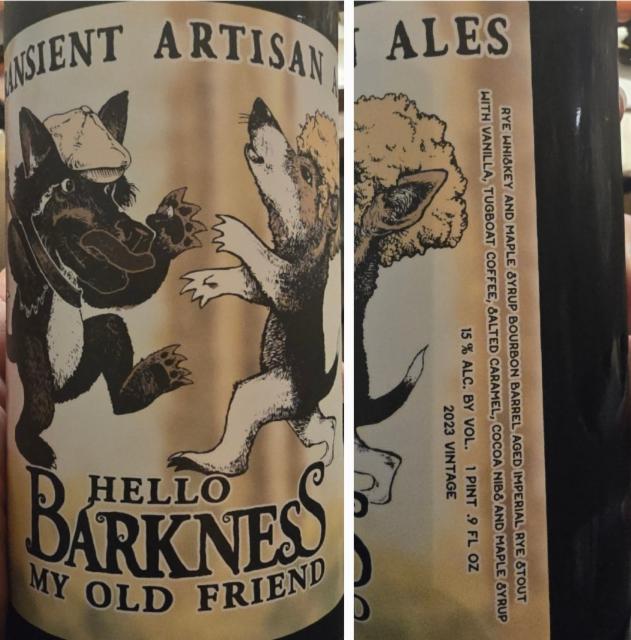 ANSIENT ARTISAN A
HELLO
BARKNESS
MY OLD FRIEND
ALES
RYE WHISKEY AND MAPLE SYRUP BOURBON BARREL AGED IMPERIAL RYE STOUT
WITH VANILLA, TUGBOAT COFFEE, SALTED CARAMEL, COCOA NIBS AND MAPLE SYRUP
15 % ALC. BY VOL. 1 PINT .9 FL OZ
2023 VINTAGE